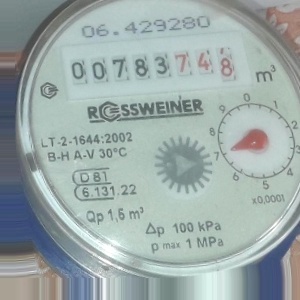 06.429280
00783748 m³
ROSSWEINER
LT-2-1644:2002
B-H A-V 30°C
D 81
6.131.22
Qp 1,5 m³
Δp 100 kPa
p max 1 MPa
9 0 1 2 3 4 5 6 7 8
x0,0001